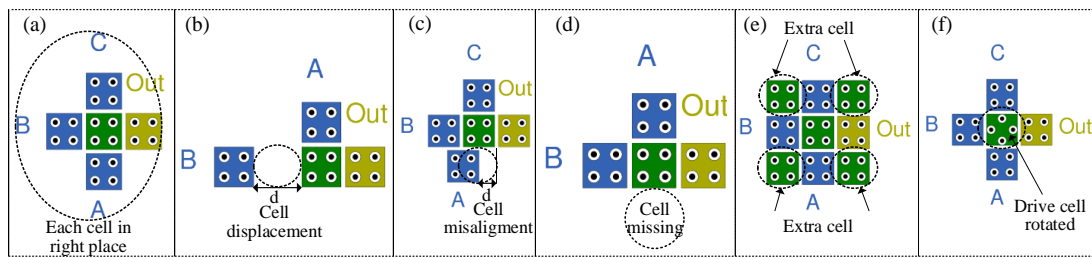 (a)
C
Out
B
A
Each cell in
right place
(b)
A
Out
B
d
Cell
displacement
(c)
C
Out
B
A
d
Cell
misaligment
(d)
A
Out
B
Cell
missing
(e)
Extra cell
C
B
Out
A
Extra cell
(f)
C
B
Out
A
Drive cell
rotated